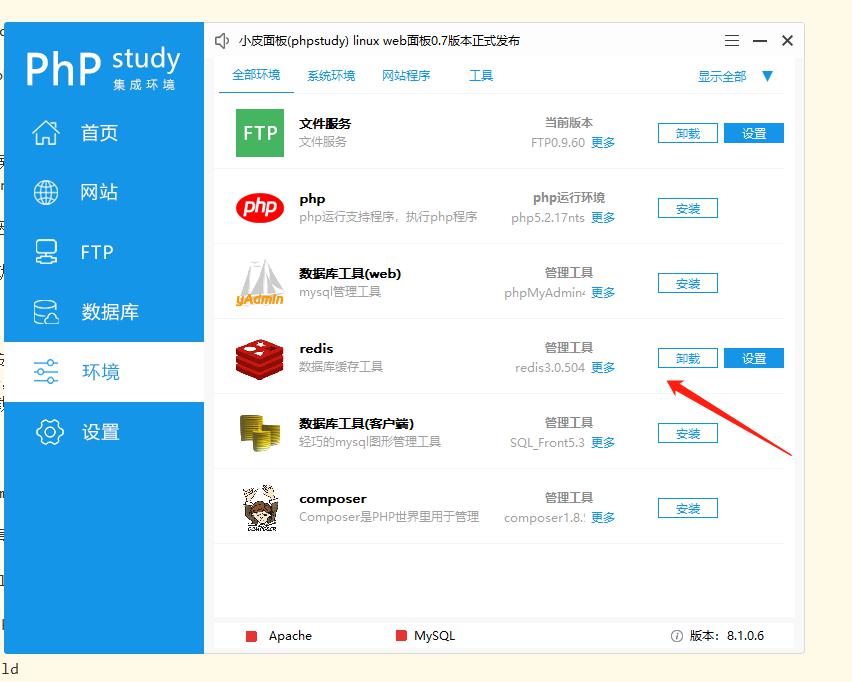 小皮面板(phpstudy) linux web面板0.7版本正式发布
PhP study
集成环境
首页
网站
FTP
数据库
环境
设置
全部环境 系统环境 网站程序 工具 显示全部
FTP 文件服务 当前版本 卸载 设置
文件服务 FTP0.9.60 更多
php php php运行环境 安装
php运行支持程序，执行php程序 php5.2.17nts 更多
数据库工具(web) 管理工具 安装
yAdmin mysql管理工具 phpMyAdmin4 更多
redis 管理工具 卸载 设置
数据库缓存工具 redis3.0.504 更多
数据库工具(客户端) 管理工具 安装
轻巧的mysql图形管理工具 SQL_Front5.3 更多
composer 管理工具 安装
COMPOSER Composer是PHP世界里用于管理 composer1.8. 更多
Apache MySQL 版本： 8.1.0.6
ld